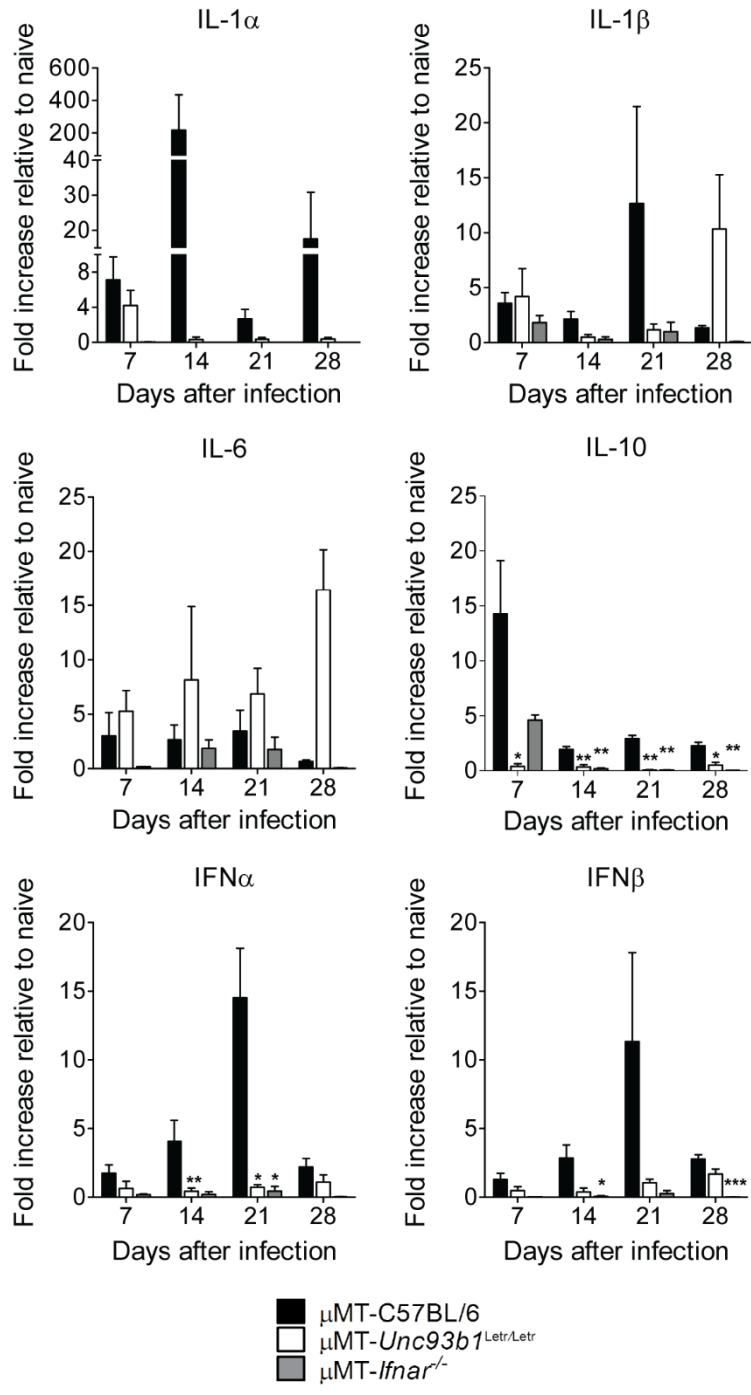 IL-1α
Fold increase relative to naive
600
400
200
40
30
20
8
4
0
7 14 21 28
Days after infection
IL-1β
Fold increase relative to naive
25
20
15
10
5
0
7 14 21 28
Days after infection
IL-6
Fold increase relative to naive
25
20
15
10
5
0
7 14 21 28
Days after infection
IL-10
Fold increase relative to naive
25
20
15
10
5
0
* ** ** ** ** * **
7 14 21 28
Days after infection
IFNα
Fold increase relative to naive
20
15
10
5
0
** * *
7 14 21 28
Days after infection
IFNβ
Fold increase relative to naive
20
15
10
5
0
* ***
7 14 21 28
Days after infection
μMT-C57BL/6
μMT-Unc93b1Letr/Letr
μMT-Ifnar-/-